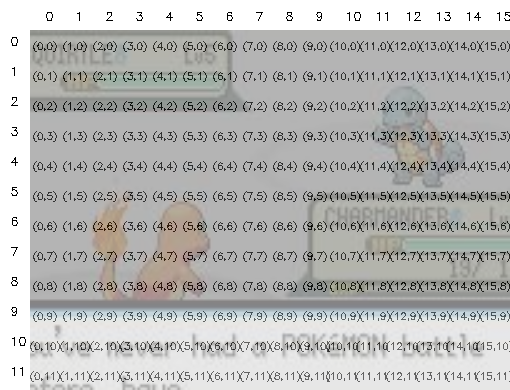 0 1 2 3 4 5 6 7 8 9 10 11 12 13 14 15
0 (0,0) (1,0) (2,0) (3,0) (4,0) (5,0) (6,0) (7,0) (8,0) (9,0) (10,0) (11,0) (12,0) (13,0) (14,0) (15,0)
QUIRTLE♂ Lv5
1 (0,1) (1,1) (2,1) (3,1) (4,1) (5,1) (6,1) (7,1) (8,1) (9,1) (10,1) (11,1) (12,1) (13,1) (14,1) (15,1)
2 (0,2) (1,2) (2,2) (3,2) (4,2) (5,2) (6,2) (7,2) (8,2) (9,2) (10,2) (11,2) (12,2) (13,2) (14,2) (15,2)
3 (0,3) (1,3) (2,3) (3,3) (4,3) (5,3) (6,3) (7,3) (8,3) (9,3) (10,3) (11,3) (12,3) (13,3) (14,3) (15,3)
4 (0,4) (1,4) (2,4) (3,4) (4,4) (5,4) (6,4) (7,4) (8,4) (9,4) (10,4) (11,4) (12,4) (13,4) (14,4) (15,4)
5 (0,5) (1,5) (2,5) (3,5) (4,5) (5,5) (6,5) (7,5) (8,5) (9,5) (10,5) (11,5) (12,5) (13,5) (14,5) (15,5)
CHARMANDER♂ Lv
6 (0,6) (1,6) (2,6) (3,6) (4,6) (5,6) (6,6) (7,6) (8,6) (9,6) (10,6) (11,6) (12,6) (13,6) (14,6) (15,6)
7 (0,7) (1,7) (2,7) (3,7) (4,7) (5,7) (6,7) (7,7) (8,7) (9,7) (10,7) (11,7) (12,7) (13,7) (14,7) (15,7)
19/ 1
8 (0,8) (1,8) (2,8) (3,8) (4,8) (5,8) (6,8) (7,8) (8,8) (9,8) (10,8) (11,8) (12,8) (13,8) (14,8) (15,8)
9 (0,9) (1,9) (2,9) (3,9) (4,9) (5,9) (6,9) (7,9) (8,9) (9,9) (10,9) (11,9) (12,9) (13,9) (14,9) (15,9)
ou've never had a POKéMON battle
10 (0,10) (1,10) (2,10) (3,10) (4,10) (5,10) (6,10) (7,10) (8,10) (9,10) (10,10) (11,10) (12,10) (13,10) (14,10) (15,10)
11 (0,11) (1,11) (2,11) (3,11) (4,11) (5,11) (6,11) (7,11) (8,11) (9,11) (10,11) (11,11) (12,11) (13,11) (14,11) (15,11)
have